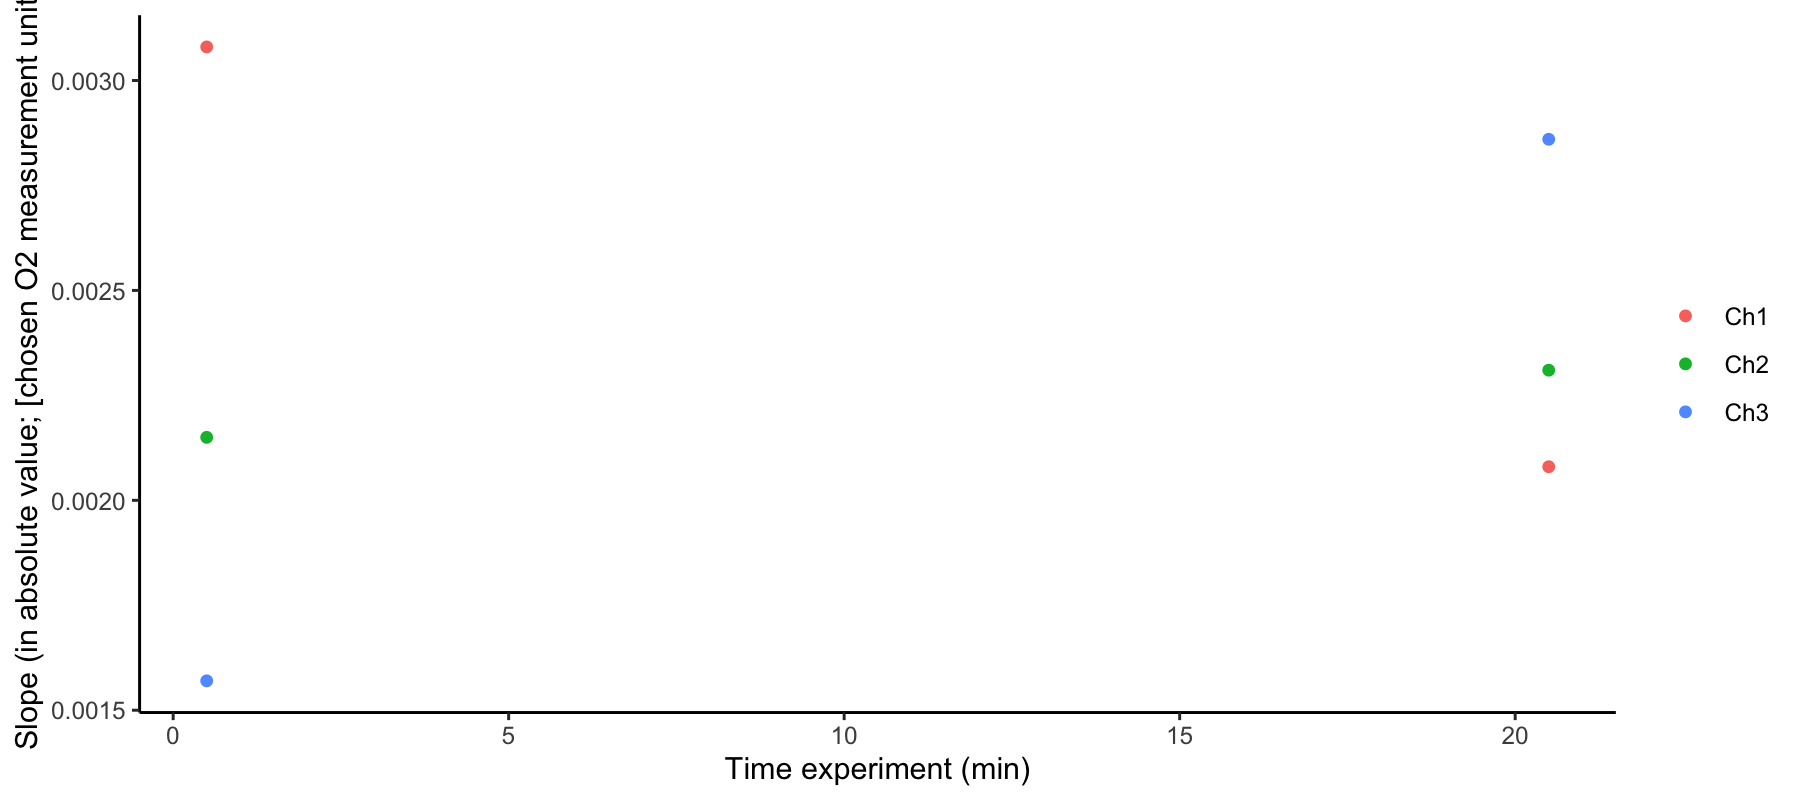 Slope (in absolute value; [chosen O2 measurement unit
0.0030
0.0025
0.0020
0.0015
0
5
10
15
20
Time experiment (min)
Ch1
Ch2
Ch3